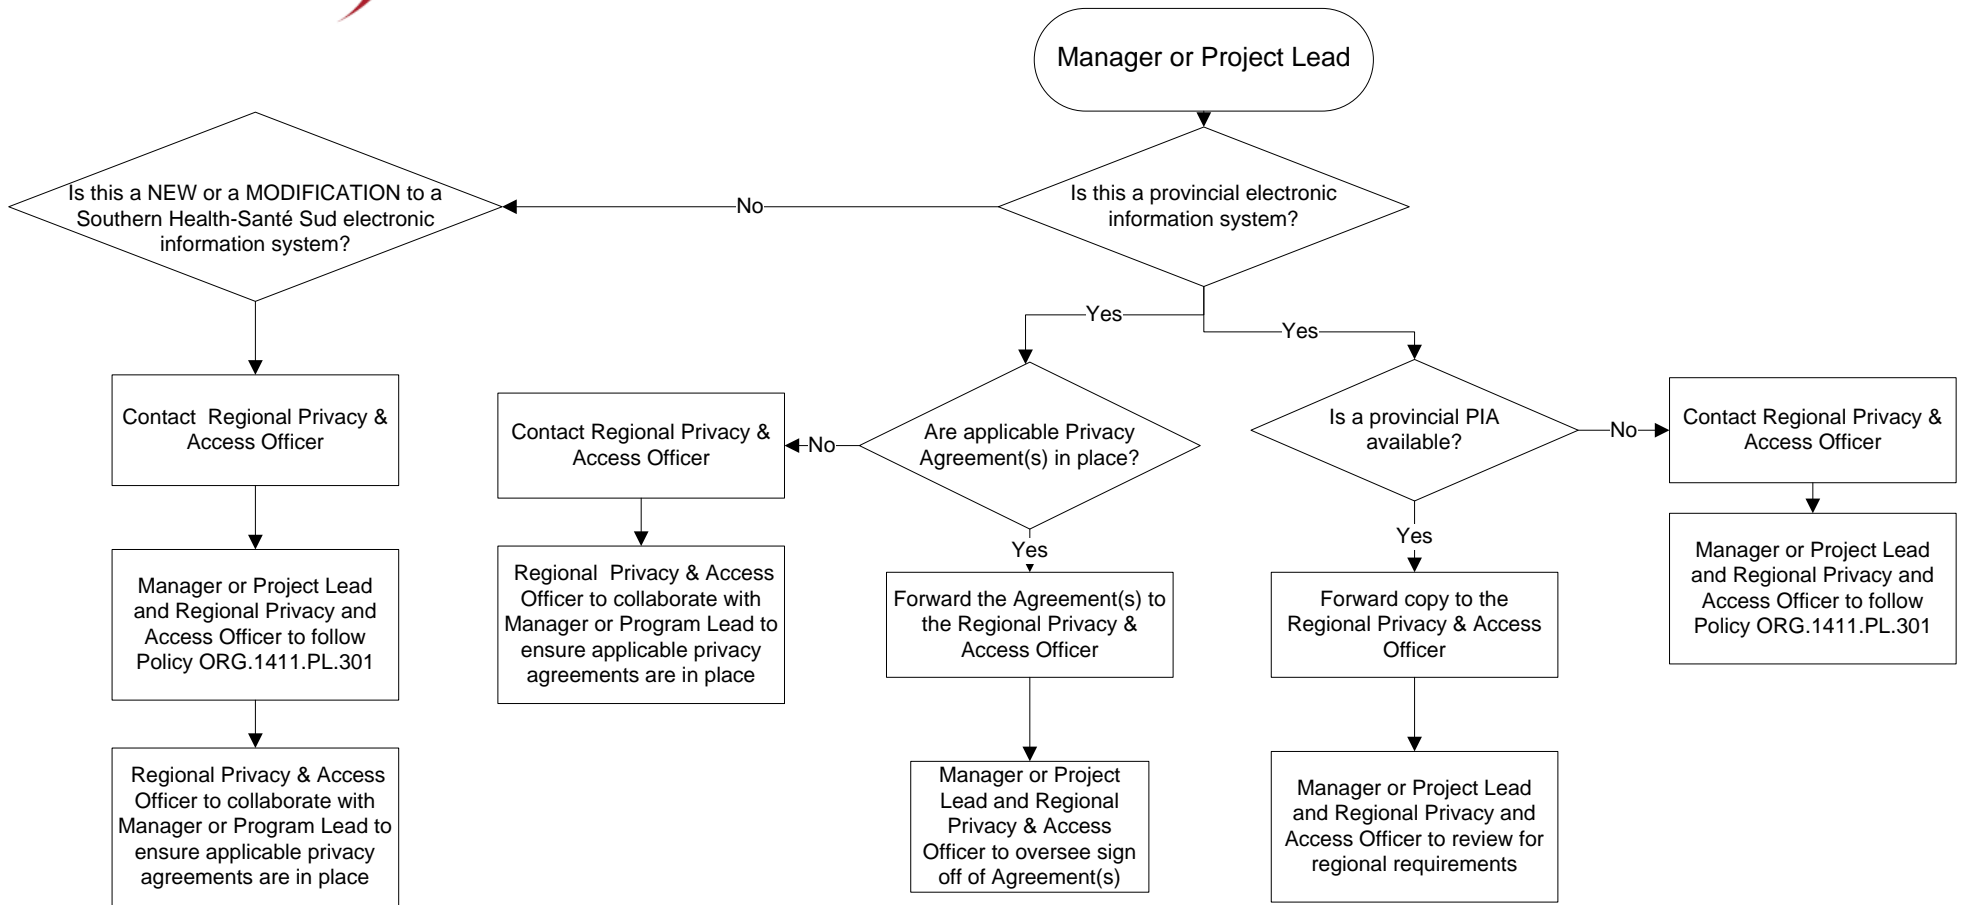 Manager or Project Lead
Is this a provincial electronic
information system?
No
Is this a NEW or a MODIFICATION to a
Southern Health-Santé Sud electronic
information system?
Contact Regional Privacy &
Access Officer
Manager or Project Lead
and Regional Privacy and
Access Officer to follow
Policy ORG.1411.PL.301
Regional Privacy & Access
Officer to collaborate with
Manager or Program Lead to
ensure applicable privacy
agreements are in place
Yes
Are applicable Privacy
Agreement(s) in place?
No
Contact Regional Privacy &
Access Officer
Regional Privacy & Access
Officer to collaborate with
Manager or Program Lead to
ensure applicable privacy
agreements are in place
Yes
Forward the Agreement(s) to
the Regional Privacy &
Access Officer
Manager or Project
Lead and Regional
Privacy & Access
Officer to oversee sign
off of Agreement(s)
Yes
Is a provincial PIA
available?
Yes
Forward copy to the
Regional Privacy & Access
Officer
Manager or Project Lead
and Regional Privacy and
Access Officer to review for
regional requirements
No
Contact Regional Privacy &
Access Officer
Manager or Project Lead
and Regional Privacy and
Access Officer to follow
Policy ORG.1411.PL.301